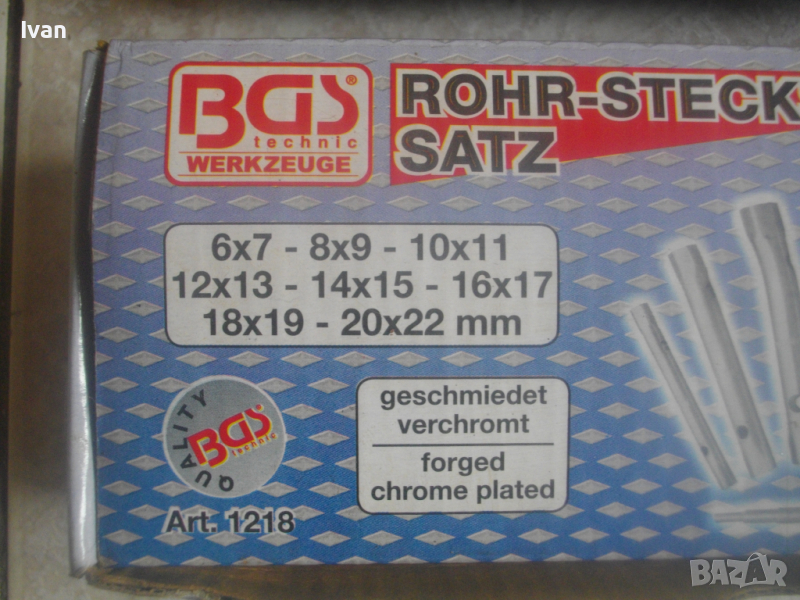 Ivan
BGS®
technic
WERKZEUGE
ROHR-STECK
SATZ
6x7 - 8x9 - 10x11
12x13 - 14x15 - 16x17
18x19 - 20x22 mm
QUALITY
BGS
technic
Art. 1218
geschmiedet
verchromt
forged
chrome plated
BAZAR